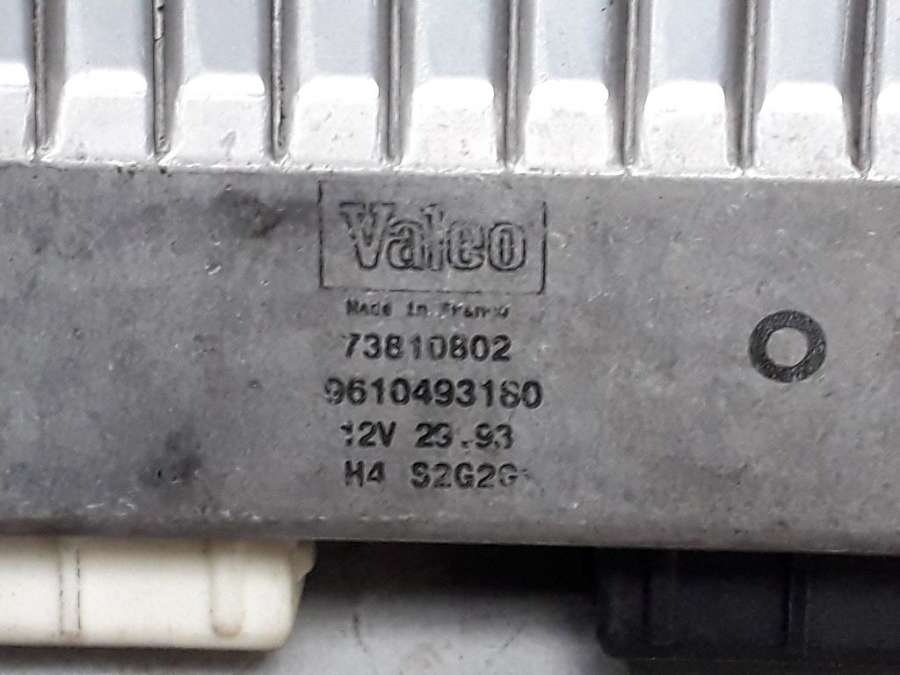 Valeo
Made in France
73810802
9610493180
12V 23.93
H4 S2G2G